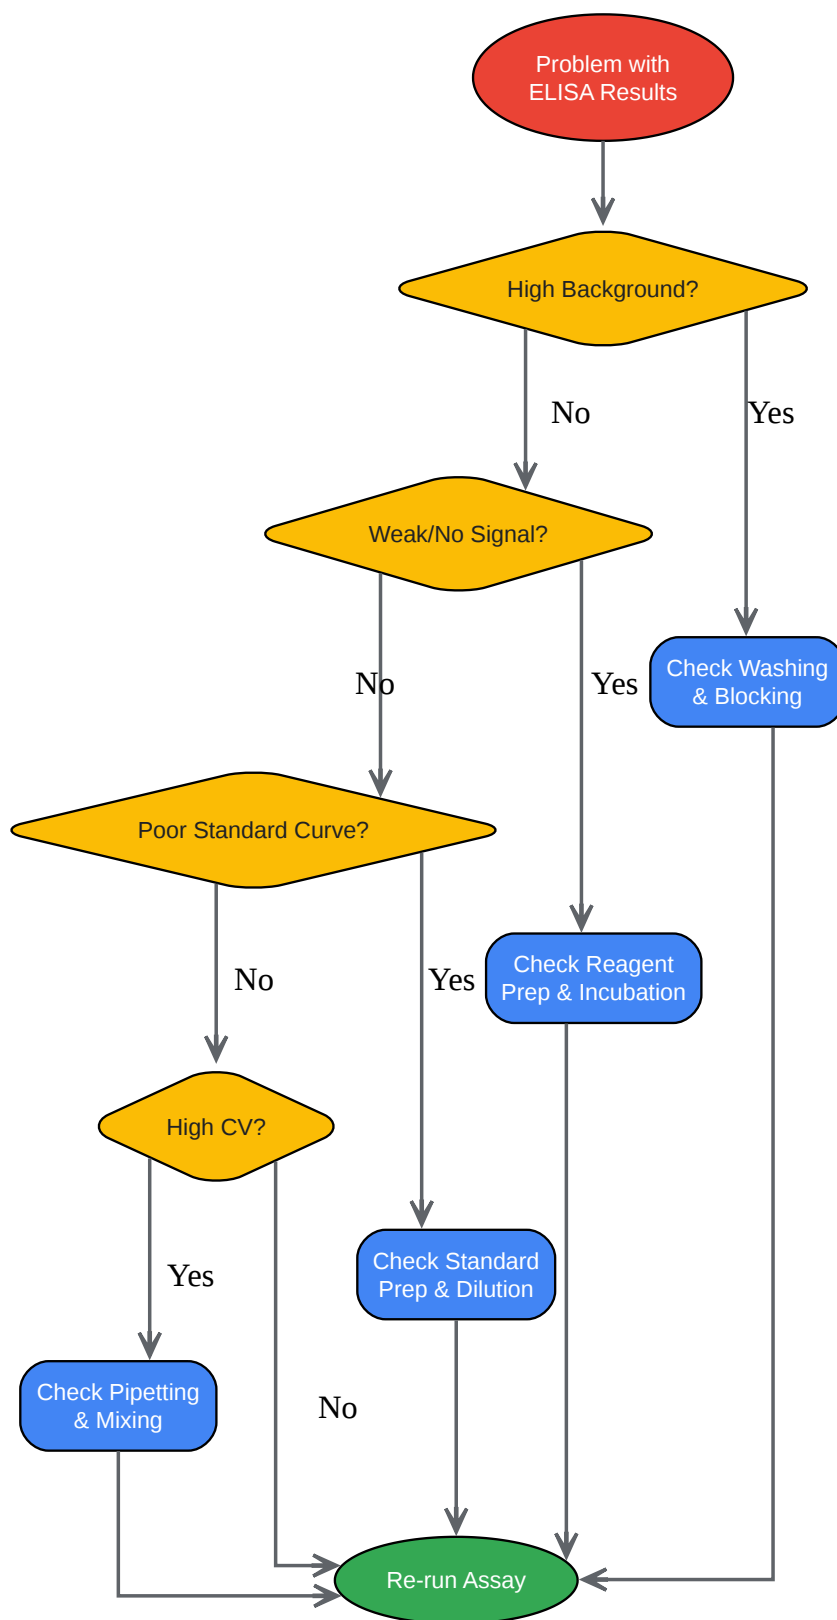 Problem with
ELISA Results
High Background?
No
Yes
Weak/No Signal?
No
Yes
Check Washing
& Blocking
Poor Standard Curve?
No
Yes
Check Reagent
Prep & Incubation
High CV?
Yes
No
Check Standard
Prep & Dilution
Check Pipetting
& Mixing
Re-run Assay